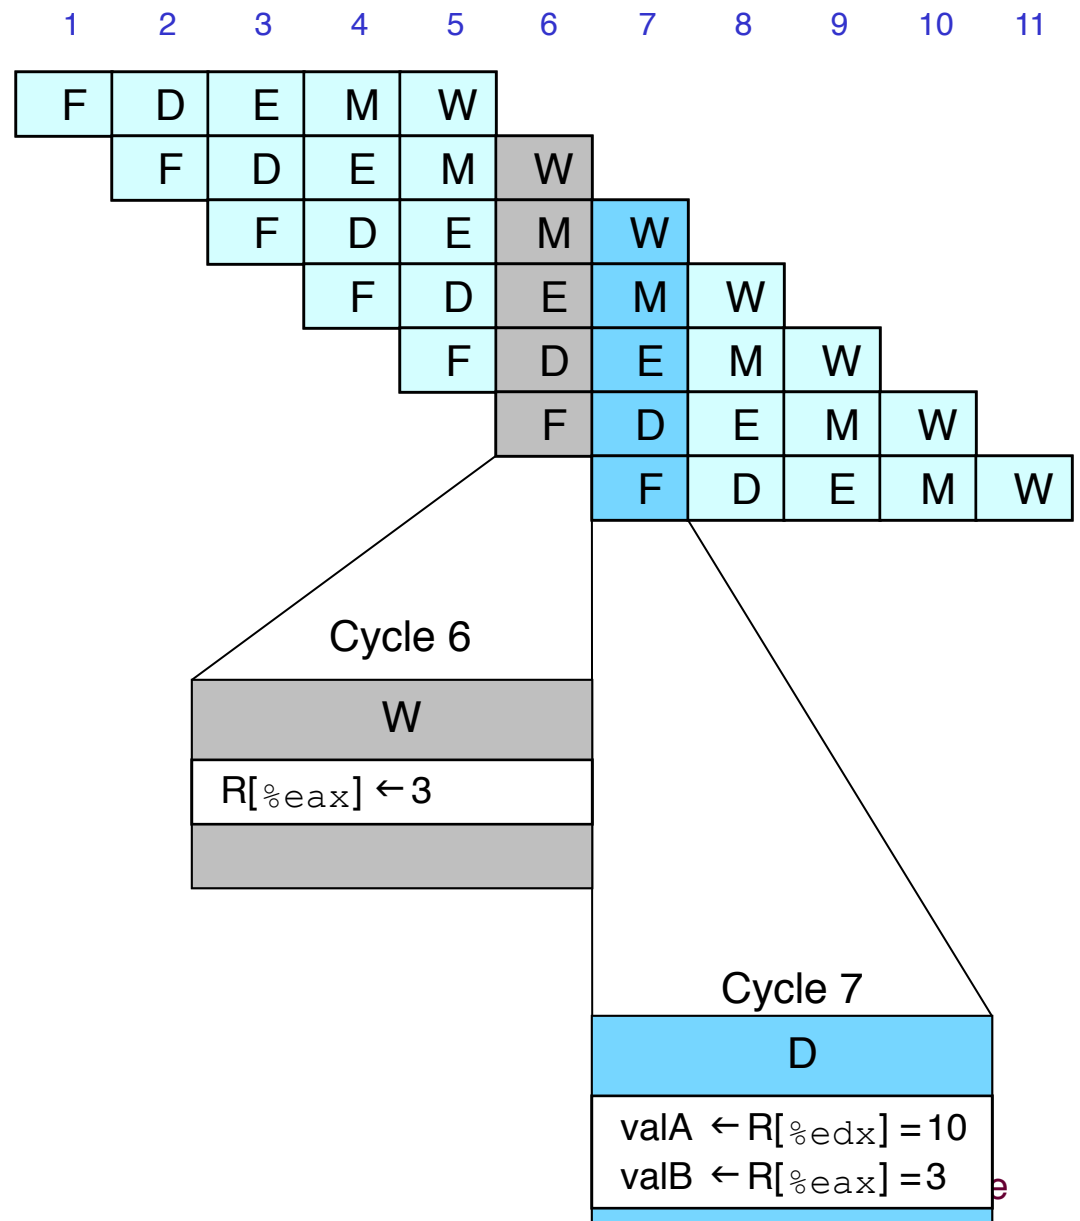 1 2 3 4 5 6 7 8 9 10 11
F D E M W
F D E M W
F D E M W
F D E M W
F D E M W
F D E M W
F D E M W
Cycle 6
W
R[%eax] ←3
Cycle 7
D
valA ←R[%edx] =10
valB ←R[%eax] =3
e